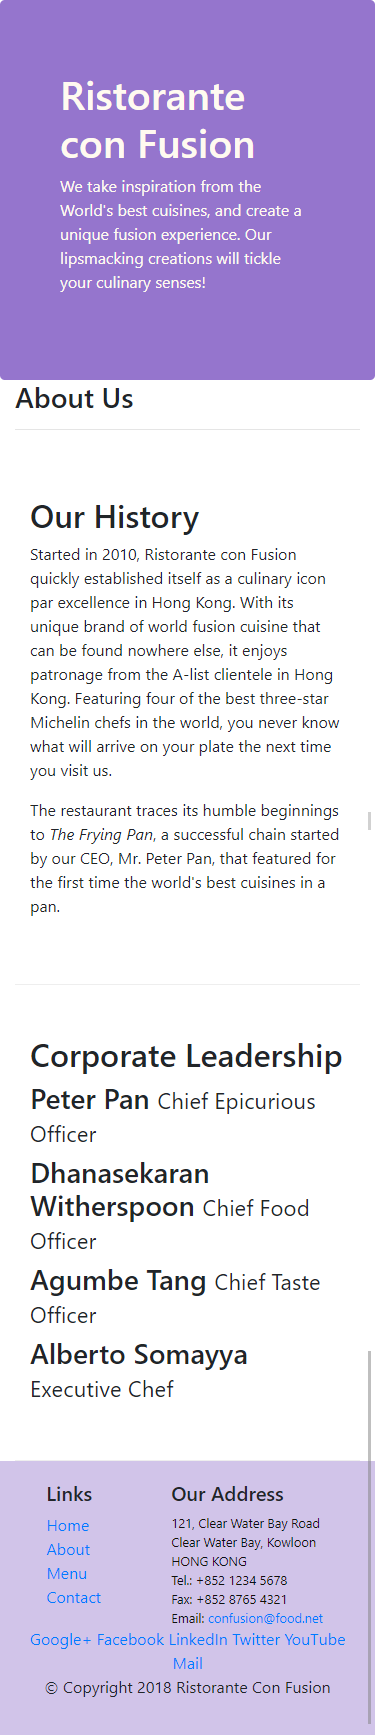 Ristorante
con Fusion
We take inspiration from the
World's best cuisines, and create a
unique fusion experience. Our
lipsmacking creations will tickle
your culinary senses!
About Us
Our History
Started in 2010, Ristorante con Fusion
quickly established itself as a culinary icon
par excellence in Hong Kong. With its
unique brand of world fusion cuisine that
can be found nowhere else, it enjoys
patronage from the A-list clientele in Hong
Kong. Featuring four of the best three-star
Michelin chefs in the world, you never know
what will arrive on your plate the next time
you visit us.
The restaurant traces its humble beginnings
to The Frying Pan, a successful chain started
by our CEO, Mr. Peter Pan, that featured for
the first time the world's best cuisines in a
pan.
Corporate Leadership
Peter Pan Chief Epicurious
Officer
Dhanasekaran
Witherspoon Chief Food
Officer
Agumbe Tang Chief Taste
Officer
Alberto Somayya
Executive Chef
Links
Home
About
Menu
Contact
Our Address
121, Clear Water Bay Road
Clear Water Bay, Kowloon
HONG KONG
Tel.: +852 1234 5678
Fax: +852 8765 4321
Email: confusion@food.net
Google+ Facebook LinkedIn Twitter YouTube
Mail
© Copyright 2018 Ristorante Con Fusion